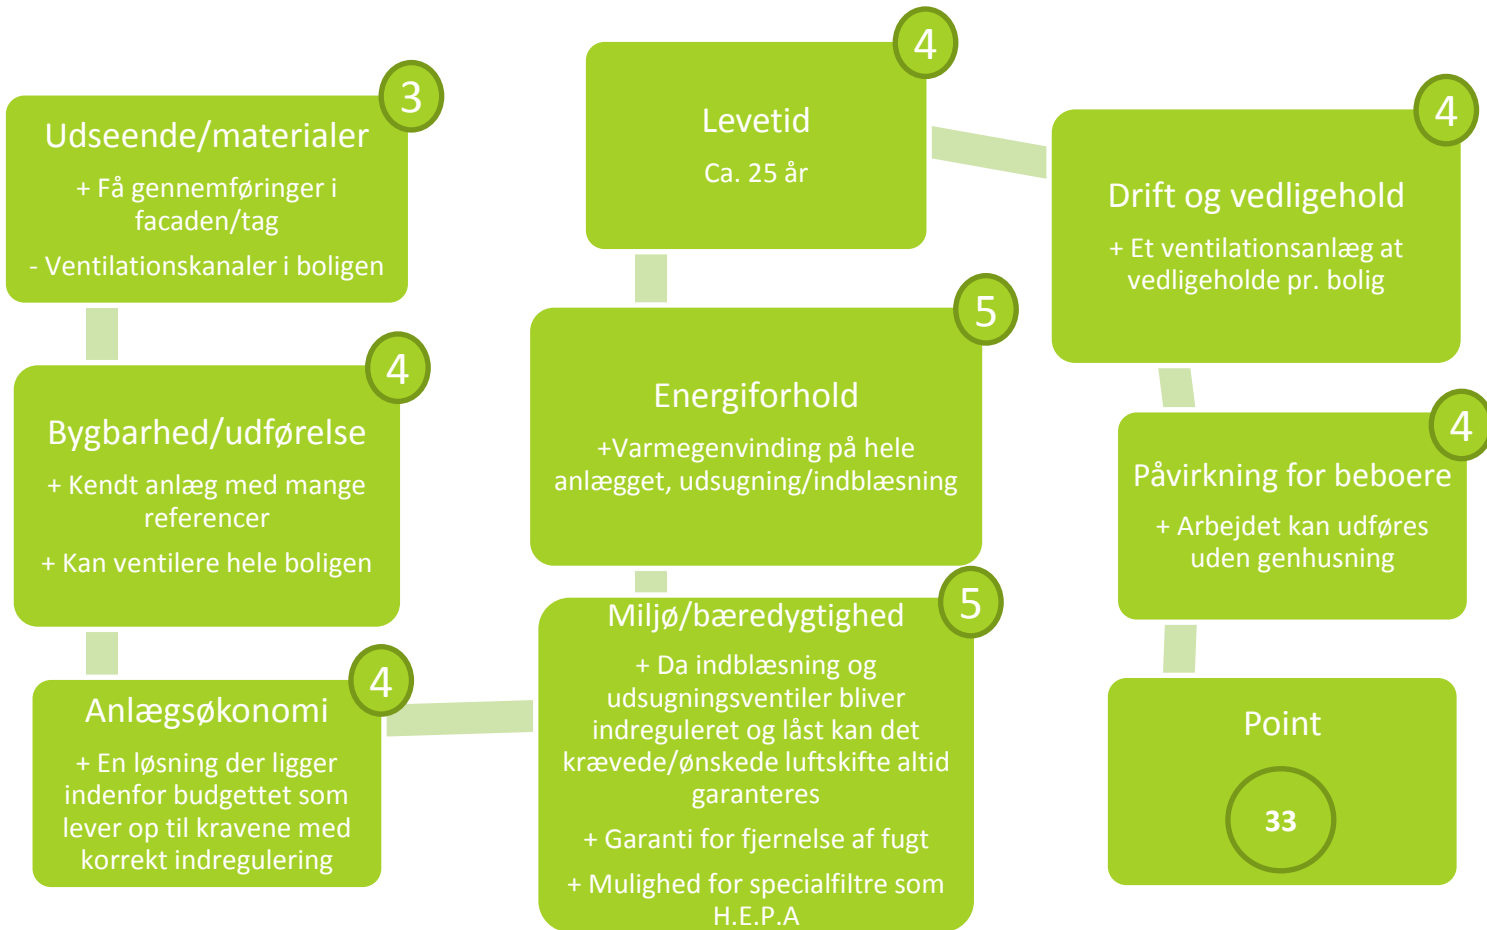 3
Udseende/materialer
+ Få gennemføringer i
facaden/tag
- Ventilationskanaler i boligen
4
Bygbarhed/udførelse
+ Kendt anlæg med mange
referencer
+ Kan ventilere hele boligen
4
Anlægsøkonomi
+ En løsning der ligger
indenfor budgettet som
lever op til kravene med
korrekt indregulering
5
Miljø/bæredygtighed
+ Da indblæsning og
udsugningsventiler bliver
indreguleret og låst kan det
krævede/ønskede luftskifte altid
garanteres
+ Garanti for fjernelse af fugt
+ Mulighed for specialfiltre som
H.E.P.A
5
Energiforhold
+Varmegenvinding på hele
anlægget, udsugning/indblæsning
4
Levetid
Ca. 25 år
4
Drift og vedligehold
+ Et ventilationsanlæg at
vedligeholde pr. bolig
4
Påvirkning for beboere
+ Arbejdet kan udføres
uden genhusning
Point
33